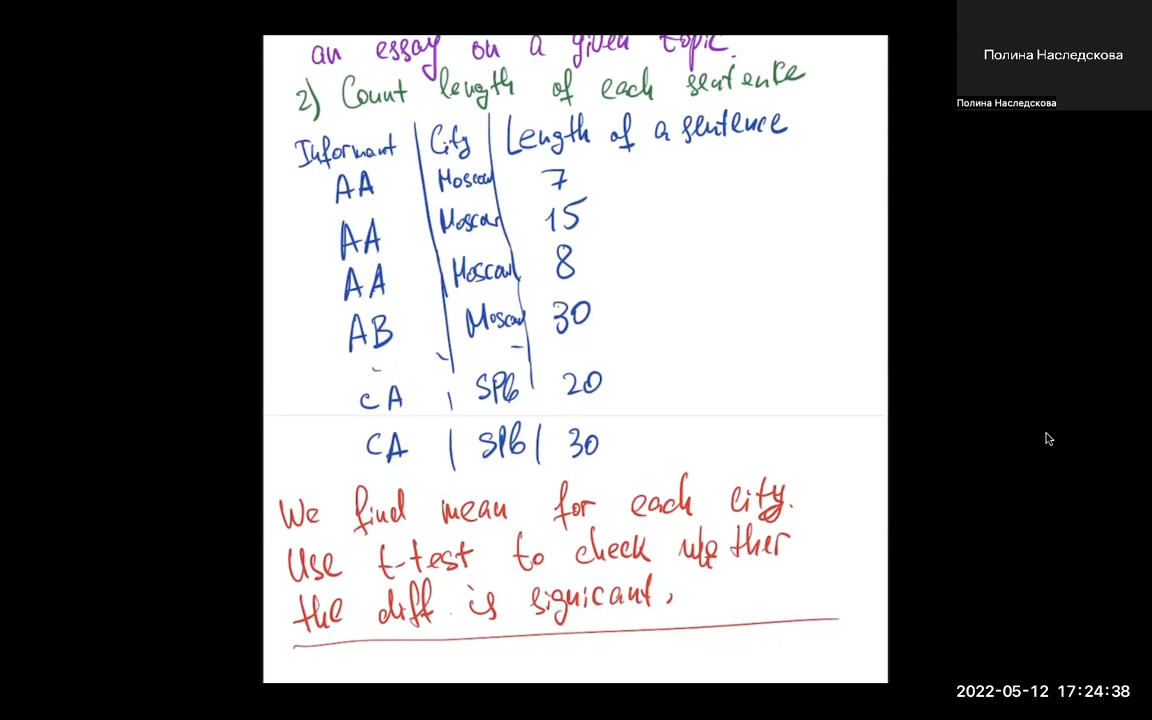 an essay on a given topic.
2) Count length of each sentence
Informant | City | Length of a sentence
AA Moscow 7
AA Moscow 15
AA Moscow 8
AB Moscow 30
CA | SPb | 20
CA | SPb | 30
We find mean for each city.
Use t-test to check whether
the diff. is signicant,
Полина Наследскова
Полина Наследскова
2022-05-12 17:24:38